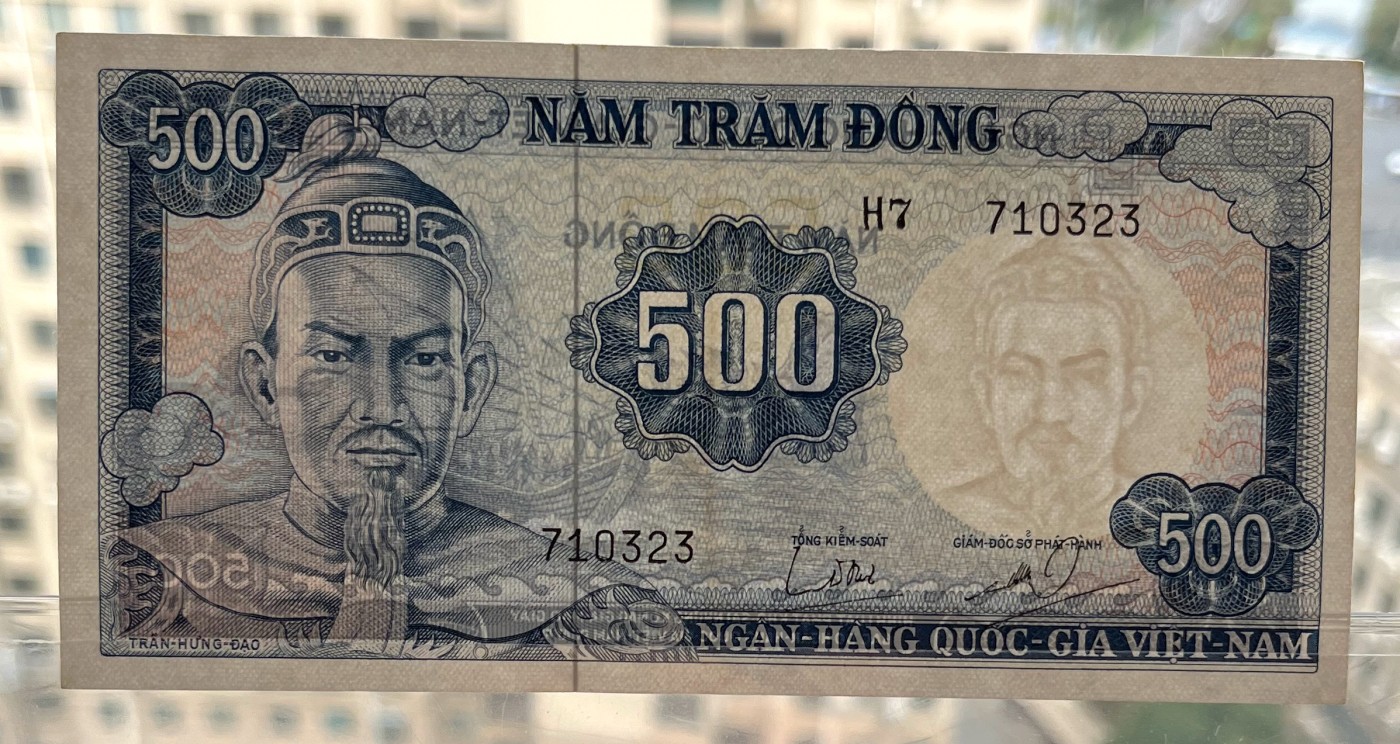 500
NĂM TRĂM ĐỒNG
H7 710323
500
710323
TỔNG KIỂM-SOÁT
GIÁM-ĐỐC SỞ PHÁT-HÀNH
500
TRẦN-HƯNG-ĐẠO
NGÂN-HÀNG QUỐC-GIA VIỆT-NAM